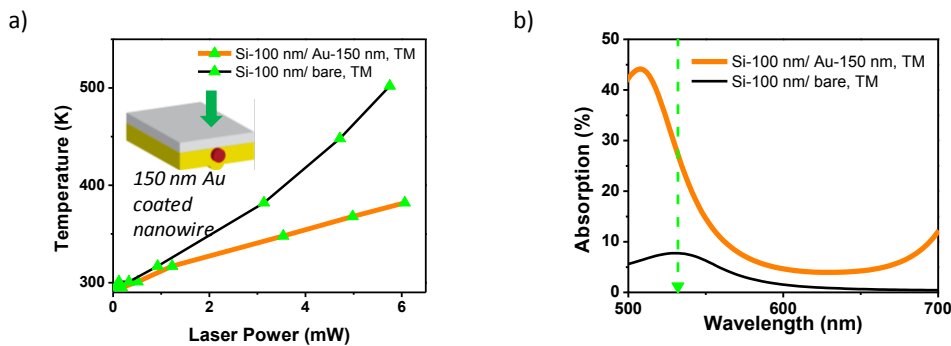 a)
Temperature (K)
500
400
300
Si-100 nm/ Au-150 nm, TM
Si-100 nm/ bare, TM
150 nm Au
coated
nanowire
0 2 4 6
Laser Power (mW)
b)
Absorption (%)
50
40
30
20
10
0
Si-100 nm/ Au-150 nm, TM
Si-100 nm/ bare, TM
500 600 700
Wavelength (nm)